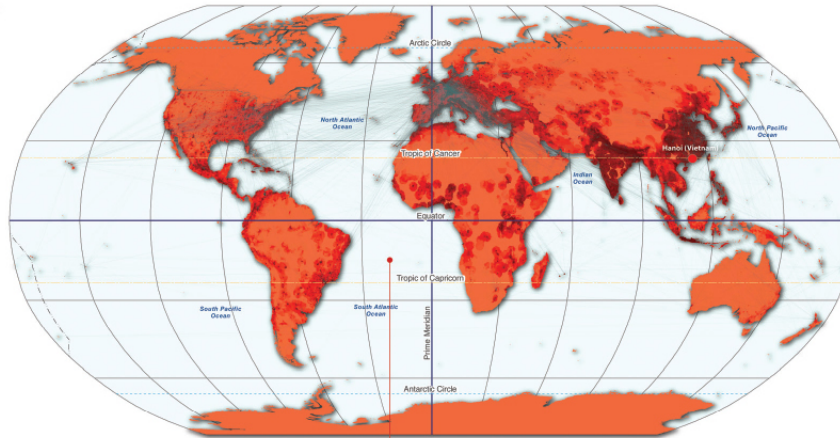 Arctic Circle
North Atlantic
Ocean
North Pacific
Ocean
Tropic of Cancer
Hanbi (Vietnam)
Indian
Ocean
Equator
Tropic of Capricorn
South Pacific
Ocean
South Atlantic
Ocean
Prime Meridian
Antarctic Circle